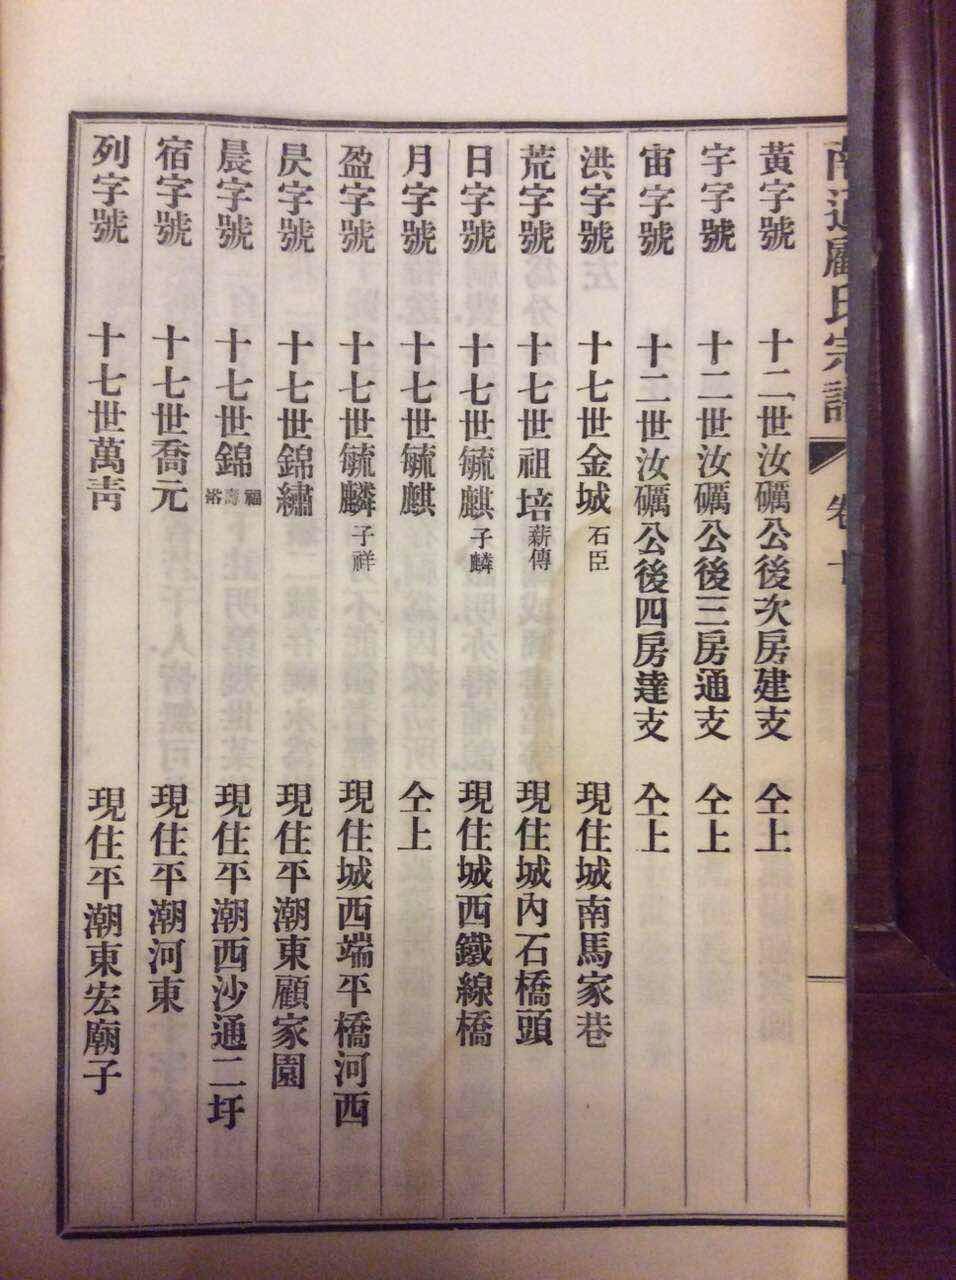 南通顧氏宗譜 卷十
黃字號 十二世汝礪公後次房建支 仝上
宇字號 十二世汝礪公後三房通支 仝上
宙字號 十二世汝礪公後四房達支 仝上
洪字號 十七世金城石臣 現住城南馬家巷
荒字號 十七世祖培薪傳 現住城內石橋頭
日字號 十七世毓麒子麟 現住城西鐵線橋
月字號 十七世毓麒 仝上
盈字號 十七世毓麟子祥 現住城西端平橋河西
昃字號 十七世錦繡 現住平潮東顧家園
晨字號 十七世錦福壽裕 現住平潮西沙通二圩
宿字號 十七世喬元 現住平潮河東
列字號 十七世萬靑 現住平潮東宏廟子